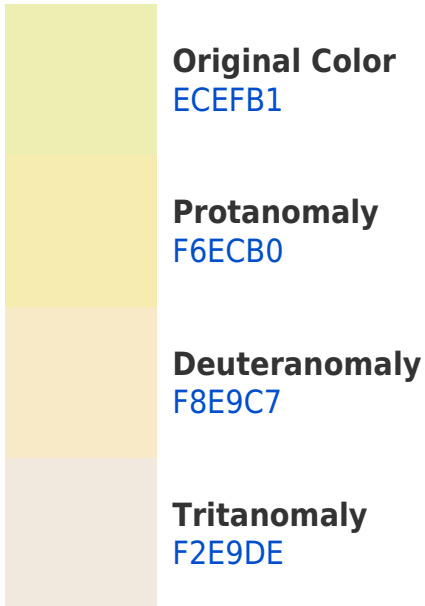 Original Color
ECEFB1
Protanomaly
F6ECB0
Deuteranomaly
F8E9C7
Tritanomaly
F2E9DE